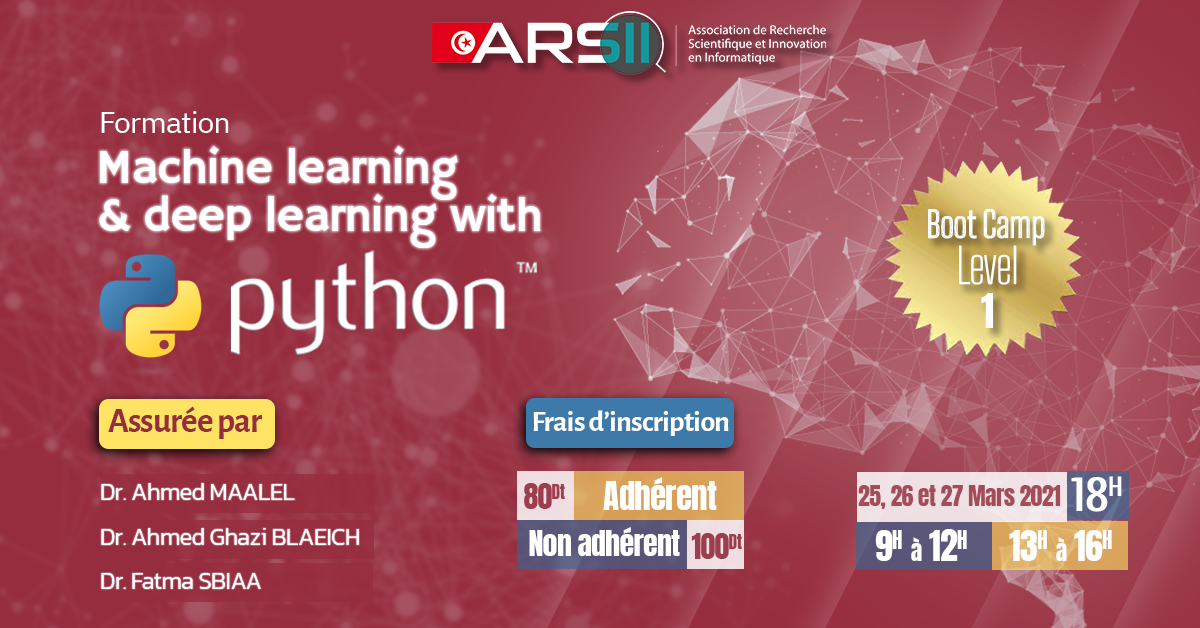 ARSII
Association de Recherche
Scientifique et Innovation
en Informatique
Formation
Machine learning
& deep learning with
python™
Boot Camp
Level
1
Assurée par
Dr. Ahmed MAALEL
Dr. Ahmed Ghazi BLAEICH
Dr. Fatma SBIAA
Frais d'inscription
80Dt Adhérent
Non adhérent 100Dt
25, 26 et 27 Mars 2021 18H
9H à 12H 13H à 16H